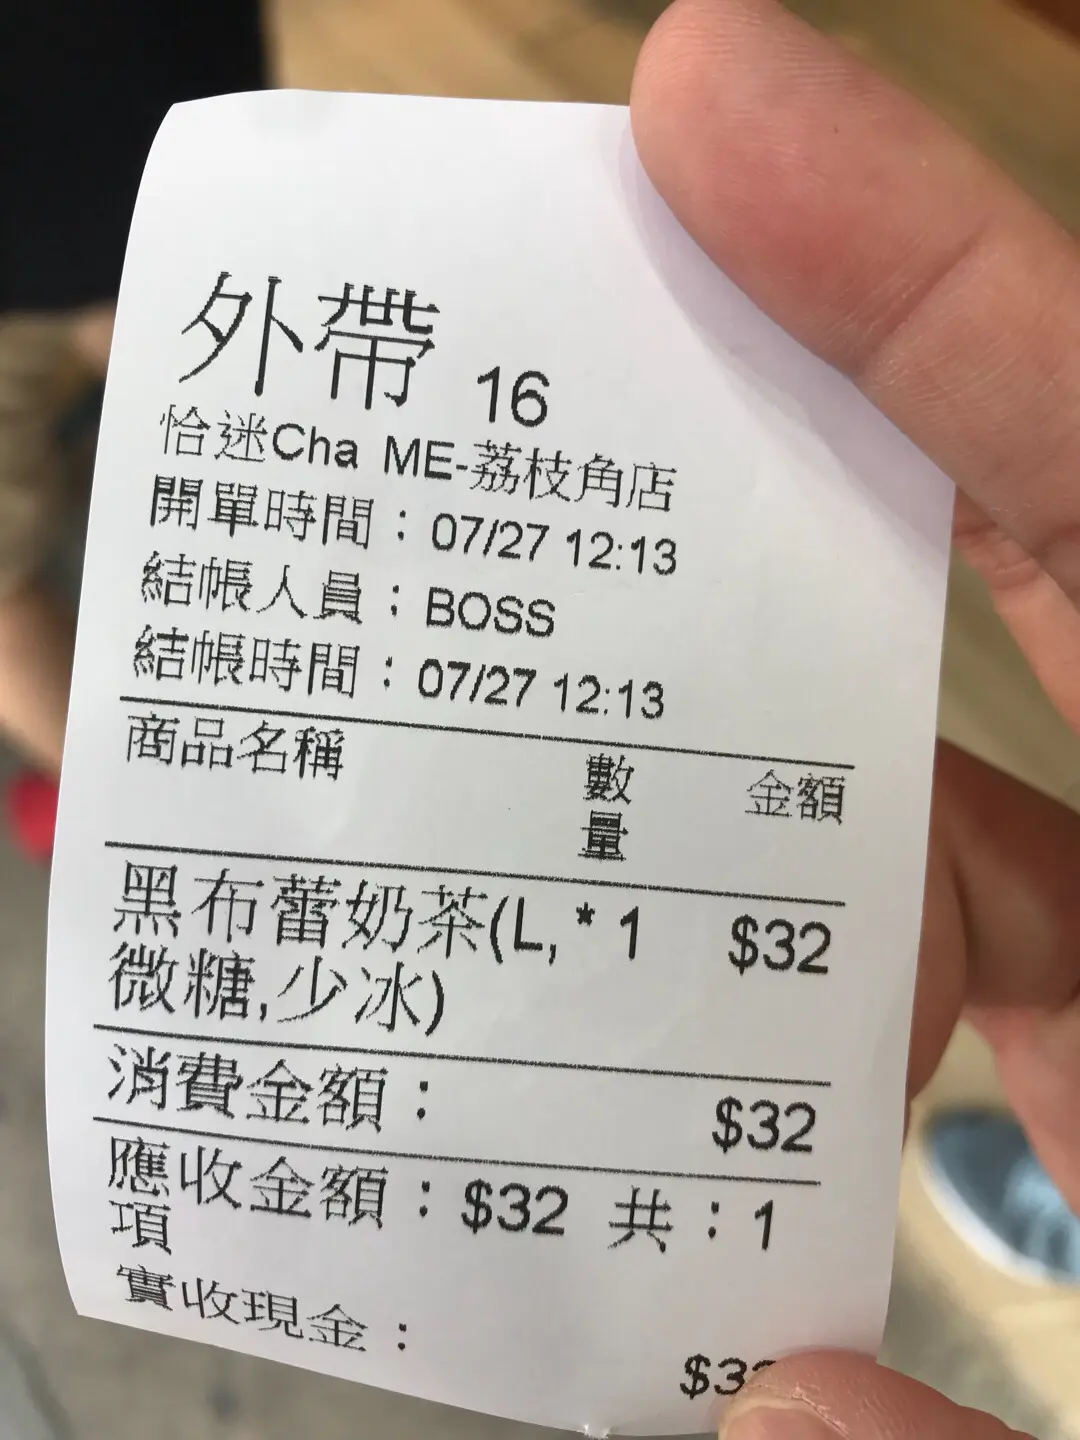 外帶 16
恰迷Cha ME-荔枝角店
開單時間：07/27 12:13
結帳人員：BOSS
結帳時間：07/27 12:13
商品名稱 數量 金額
黑布蕾奶茶(L, * 1 $32
微糖,少冰)
消費金額： $32
應收金額：$32 共：1
項
實收現金：